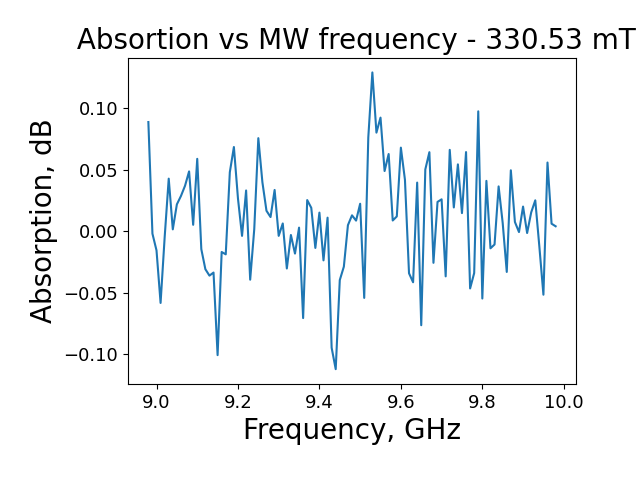 Absortion vs MW frequency - 330.53 mT
0.10
0.05
0.00
−0.05
−0.10
Absorption, dB
9.0 9.2 9.4 9.6 9.8 10.0
Frequency, GHz